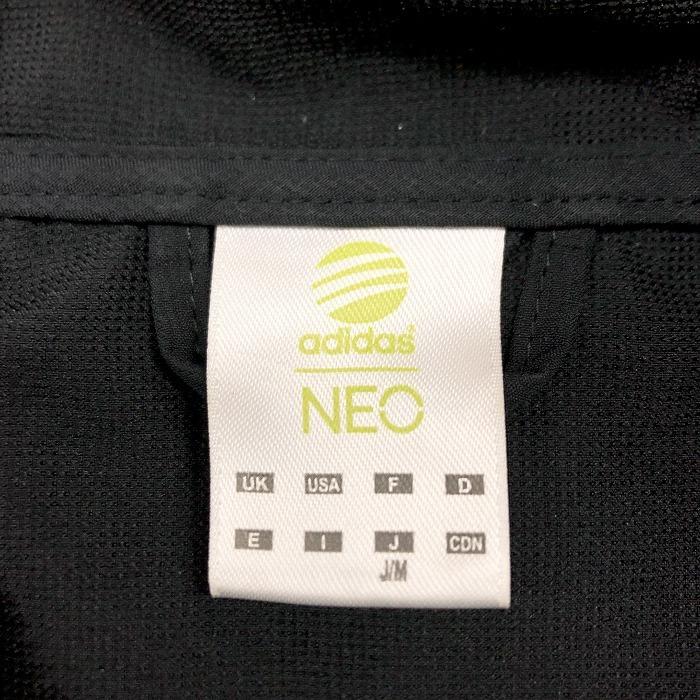 adidas
NEO
UK USA F D
E I J CDN
J/M